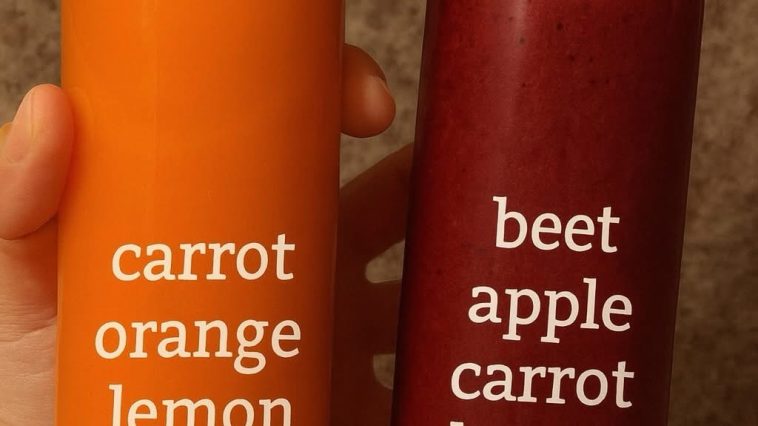 carrot
orange
lemon
beet
apple
carrot